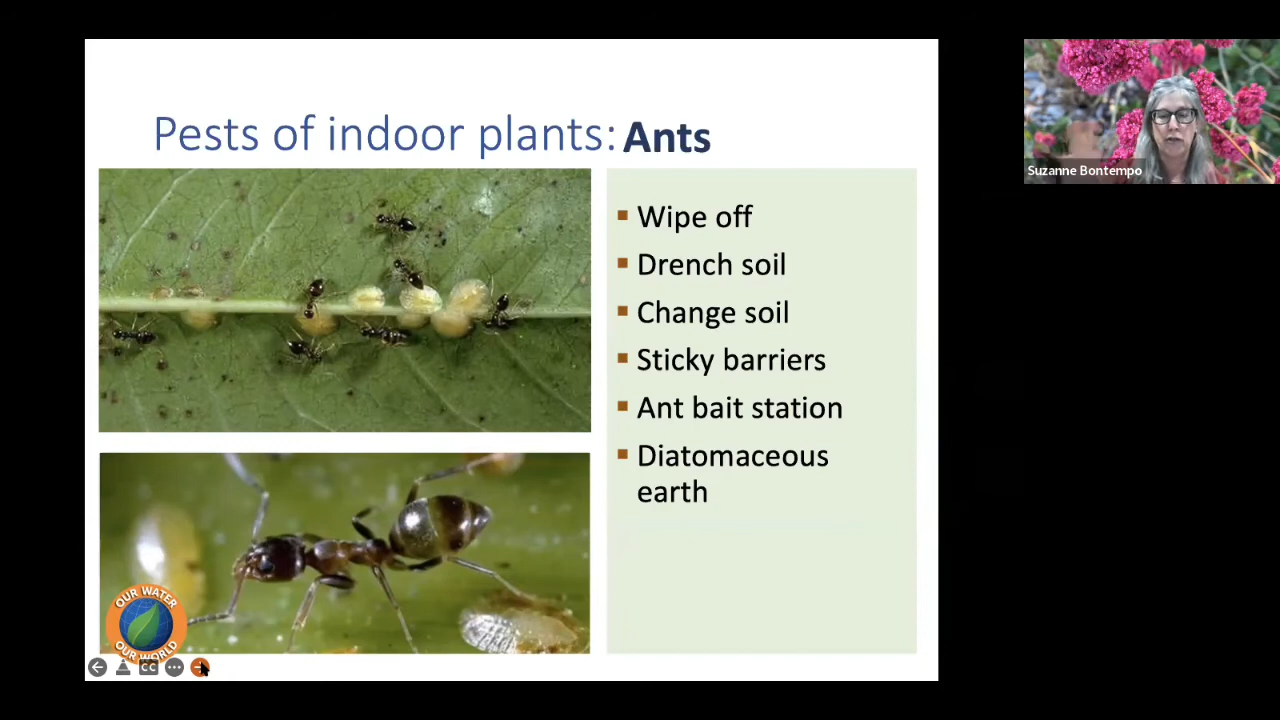 Pests of indoor plants: Ants
Wipe off
Drench soil
Change soil
Sticky barriers
Ant bait station
Diatomaceous
earth
OUR WATER
OUR WORLD
CC
Suzanne Bontempo